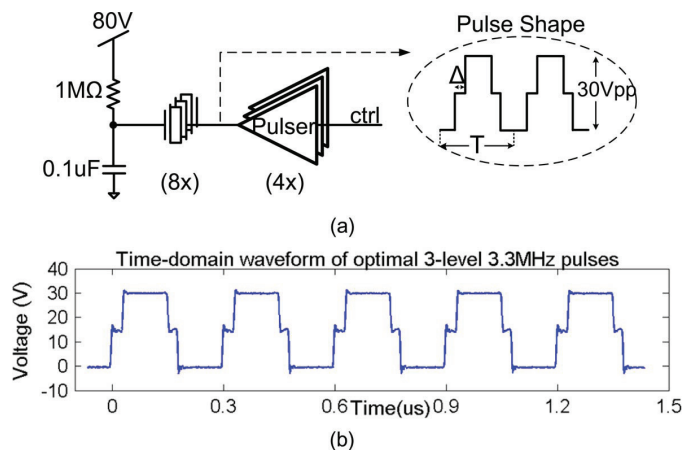 80V
Pulse Shape
1MΩ
Δ
30Vpp
Pulser
ctrl
T
0.1uF
(8x)
(4x)
(a)
Time-domain waveform of optimal 3-level 3.3MHz pulses
Voltage (V)
40
30
20
10
0
-10
0
0.3
0.6
0.9
1.2
1.5
Time(us)
(b)